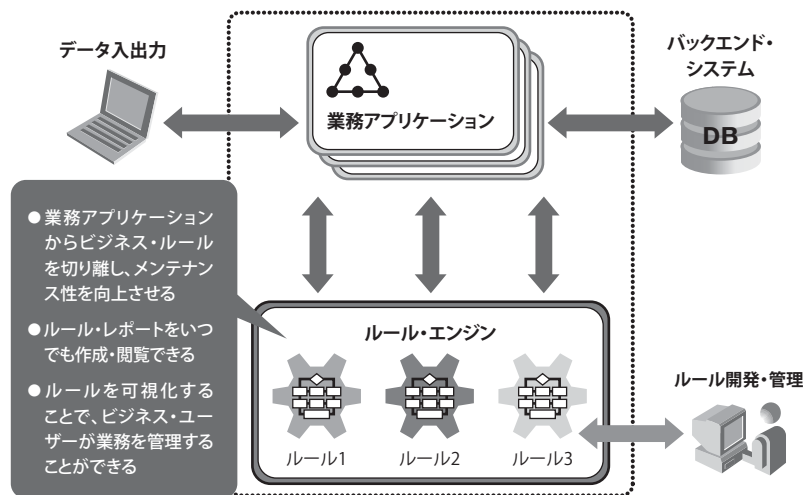 データ入出力
業務アプリケーション
バックエンド・
システム
DB
●業務アプリケーション
からビジネス・ルール
を切り離し、メンテナン
ス性を向上させる
●ルール・レポートをいつ
でも作成・閲覧できる
●ルールを可視化する
ことで、ビジネス・ユー
ザーが業務を管理する
ことができる
ルール・エンジン
ルール1
ルール2
ルール3
ルール開発・管理